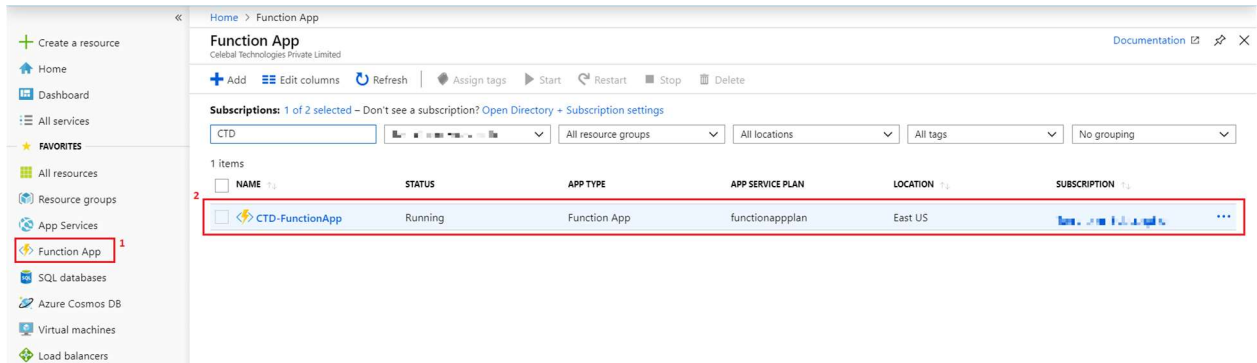 «
Create a resource
Home
Dashboard
All services
FAVORITES
All resources
Resource groups
App Services
Function App
1
SQL databases
Azure Cosmos DB
Virtual machines
Load balancers
Home > Function App
Function App
Celebal Technologies Private Limited
Documentation
Add Edit columns Refresh Assign tags Start Restart Stop Delete
Subscriptions: 1 of 2 selected – Don't see a subscription? Open Directory + Subscription settings
CTD All resource groups All locations All tags No grouping
1 items
NAME STATUS APP TYPE APP SERVICE PLAN LOCATION SUBSCRIPTION
2
CTD-FunctionApp Running Function App functionappplan East US